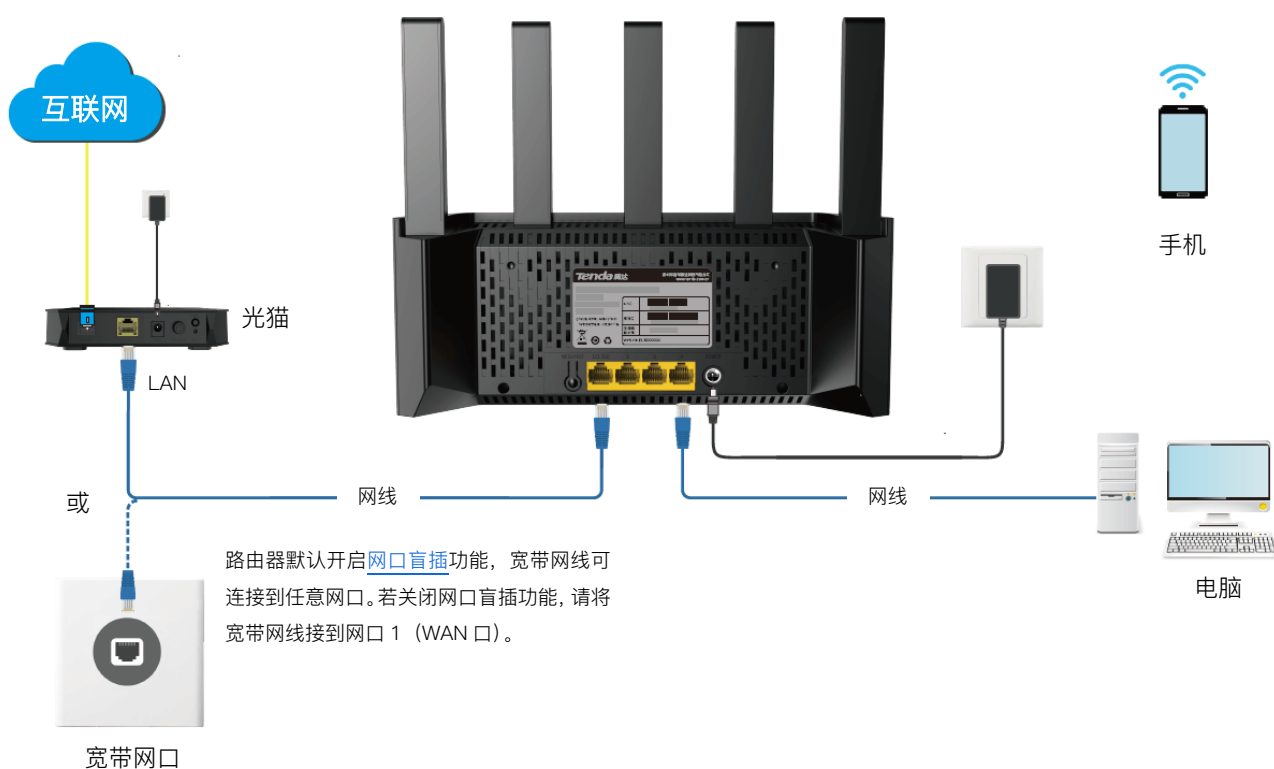 互联网
手机
光猫
Tenda 腾达
LAN
或
网线
网线
路由器默认开启网口盲插功能，宽带网线可
连接到任意网口。若关闭网口盲插功能，请将
宽带网线接到网口 1（WAN 口）。
电脑
宽带网口